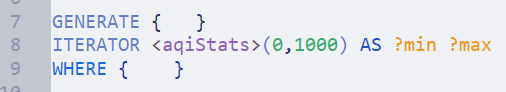 7 GENERATE {   }
8 ITERATOR <aqiStats>(0,1000) AS ?min ?max
9 WHERE {    }